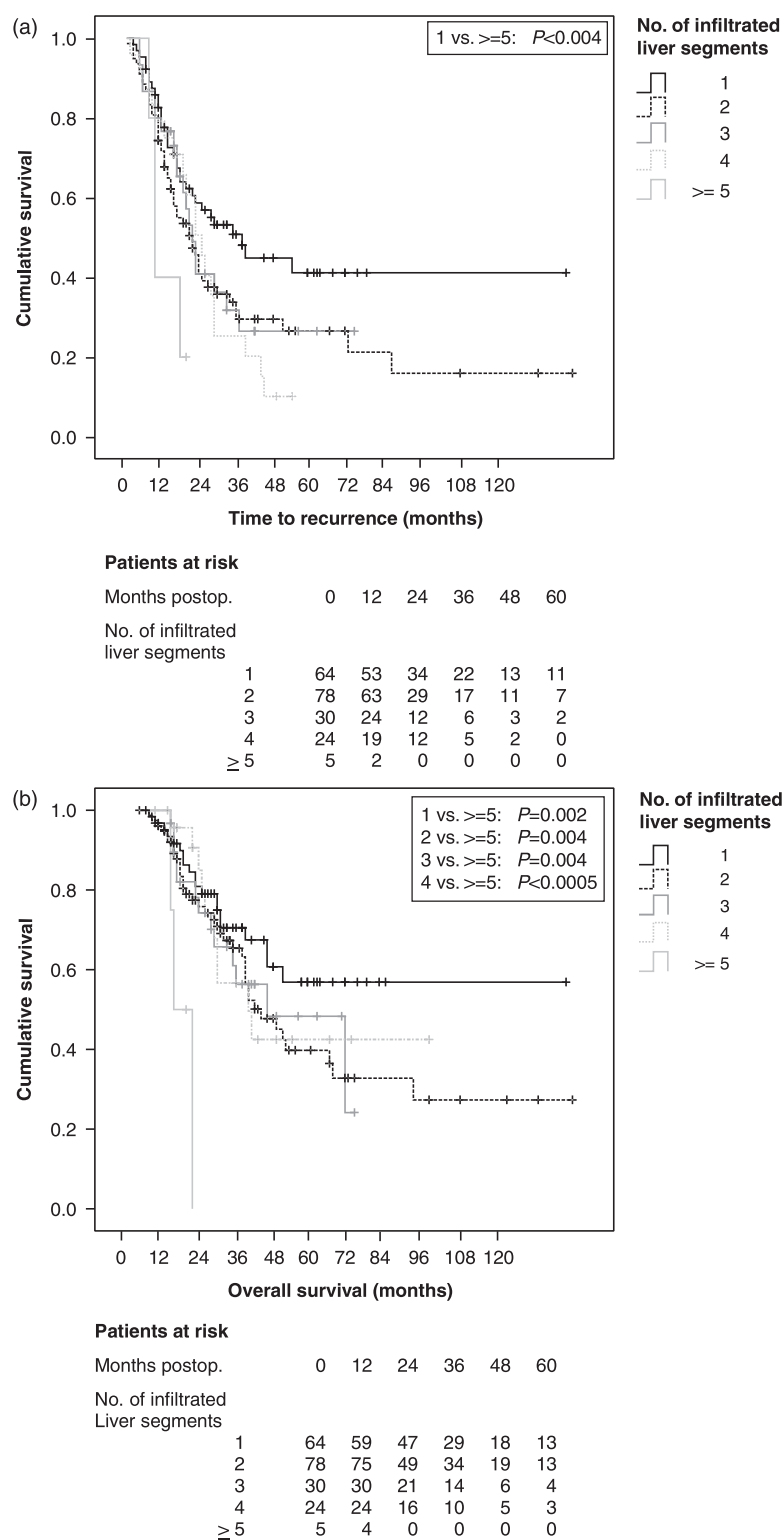 (a)
1 vs. >=5: P<0.004
No. of infiltrated
liver segments
1
2
3
4
>= 5
Cumulative survival
1.0
0.8
0.6
0.4
0.2
0.0
0 12 24 36 48 60 72 84 96 108 120
Time to recurrence (months)
Patients at risk
Months postop. 0 12 24 36 48 60
No. of infiltrated
liver segments
1 64 53 34 22 13 11
2 78 63 29 17 11 7
3 30 24 12 6 3 2
4 24 19 12 5 2 0
≥ 5 5 2 0 0 0 0
(b)
1 vs. >=5: P=0.002
2 vs. >=5: P=0.004
3 vs. >=5: P=0.004
4 vs. >=5: P<0.0005
No. of infiltrated
liver segments
1
2
3
4
>= 5
Cumulative survival
1.0
0.8
0.6
0.4
0.2
0.0
0 12 24 36 48 60 72 84 96 108 120
Overall survival (months)
Patients at risk
Months postop. 0 12 24 36 48 60
No. of infiltrated
Liver segments
1 64 59 47 29 18 13
2 78 75 49 34 19 13
3 30 30 21 14 6 4
4 24 24 16 10 5 3
≥ 5 5 4 0 0 0 0